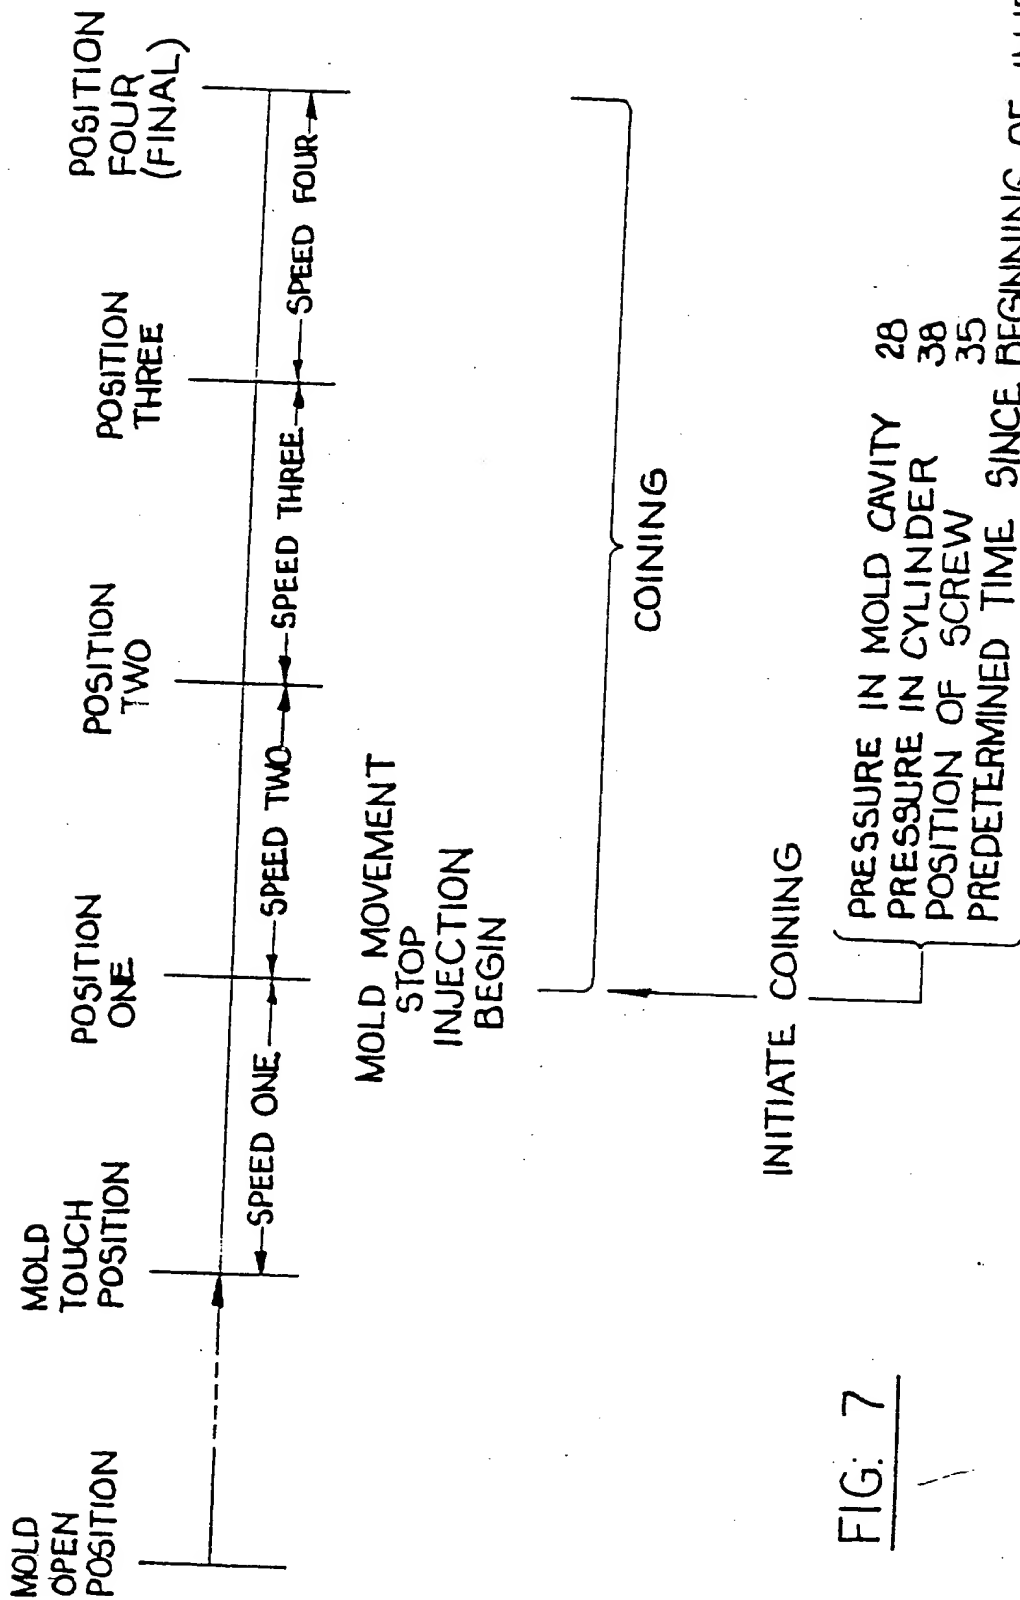 MOLD
OPEN
POSITION
MOLD
TOUCH
POSITION
POSITION
ONE
POSITION
TWO
POSITION
THREE
POSITION
FOUR
(FINAL)
SPEED ONE
SPEED TWO
SPEED THREE
SPEED FOUR
MOLD MOVEMENT
STOP
INJECTION
BEGIN
COINING
INITIATE COINING
PRESSURE IN MOLD CAVITY 28
PRESSURE IN CYLINDER 38
POSITION OF SCREW 35
PREDETERMINED TIME SINCE BEGINNING OF
FIG. 7